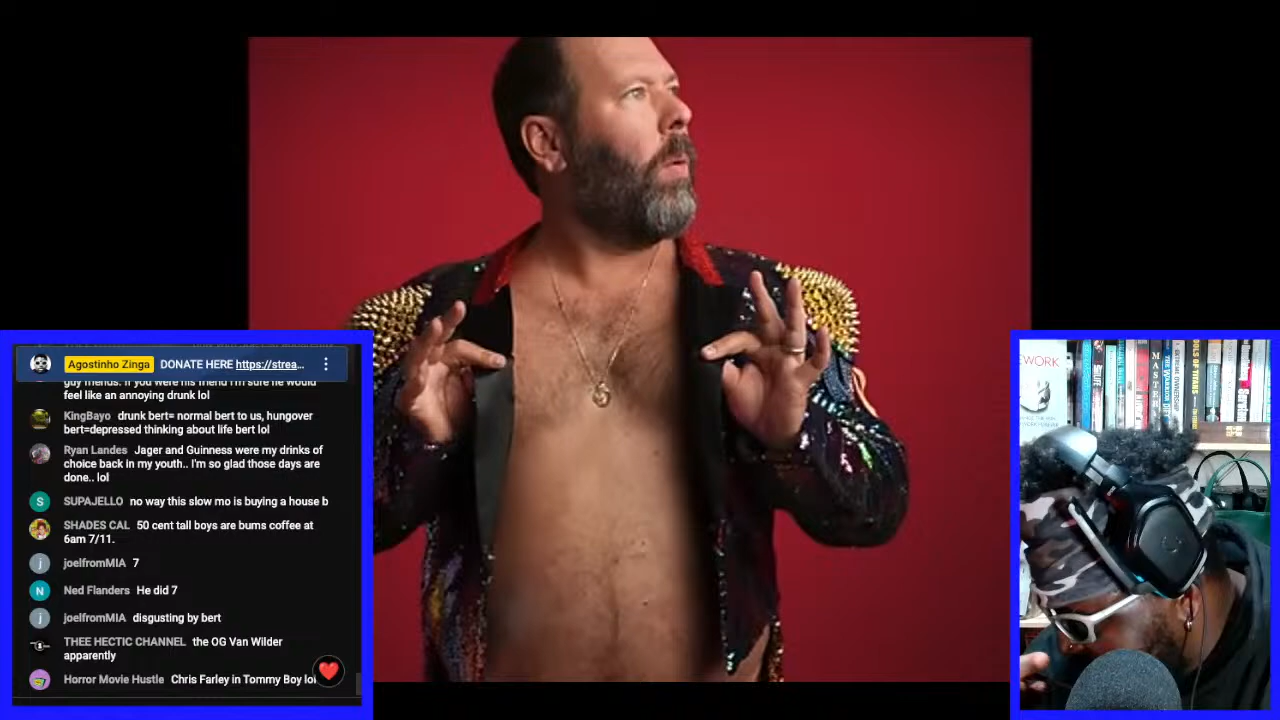 Agostinho Zinga DONATE HERE https://strea...
guy friends. If you were his friend I'm sure he would
feel like an annoying drunk lol
KingBayo drunk bert= normal bert to us, hungover
bert=depressed thinking about life bert lol
Ryan Landes Jager and Guinness were my drinks of
choice back in my youth.. I'm so glad those days are
done.. lol
S SUPAJELLO no way this slow mo is buying a house b
SHADES CAL 50 cent tall boys are bums coffee at
6am 7/11.
j joelfromMIA 7
N Ned Flanders He did 7
j joelfromMIA disgusting by bert
THEE HECTIC CHANNEL the OG Van Wilder
apparently
Horror Movie Hustle Chris Farley in Tommy Boy lol
WORK
MASTER